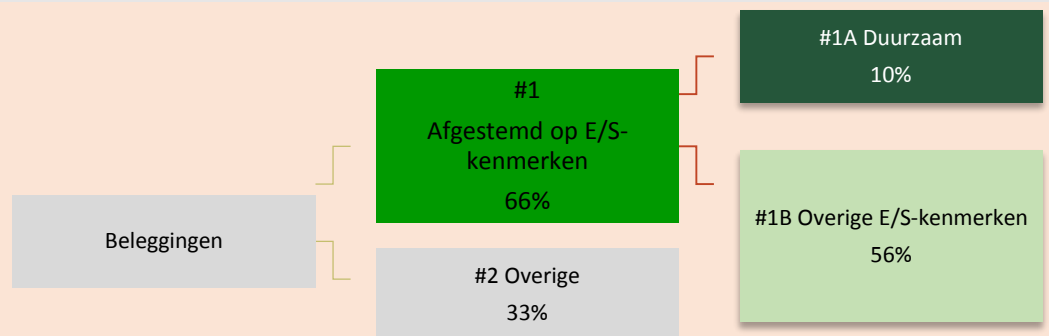 Beleggingen
#1
Afgestemd op E/S-
kenmerken
66%
#2 Overige
33%
#1A Duurzaam
10%
#1B Overige E/S-kenmerken
56%